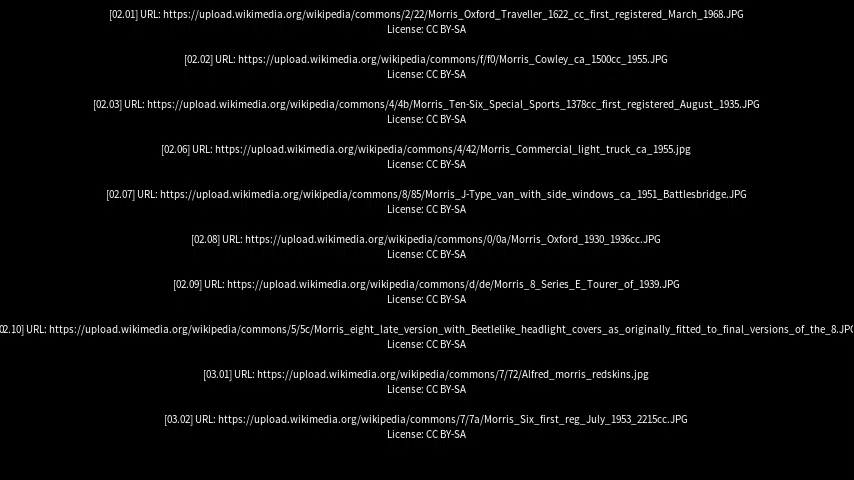 [02.01] URL: https://upload.wikimedia.org/wikipedia/commons/2/22/Morris_Oxford_Traveller_1622_cc_first_registered_March_1968.JPG
License: CC BY-SA
[02.02] URL: https://upload.wikimedia.org/wikipedia/commons/f/f0/Morris_Cowley_ca_1500cc_1955.JPG
License: CC BY-SA
[02.03] URL: https://upload.wikimedia.org/wikipedia/commons/4/4b/Morris_Ten-Six_Special_Sports_1378cc_first_registered_August_1935.JPG
License: CC BY-SA
[02.06] URL: https://upload.wikimedia.org/wikipedia/commons/4/42/Morris_Commercial_light_truck_ca_1955.jpg
License: CC BY-SA
[02.07] URL: https://upload.wikimedia.org/wikipedia/commons/8/85/Morris_J-Type_van_with_side_windows_ca_1951_Battlesbridge.JPG
License: CC BY-SA
[02.08] URL: https://upload.wikimedia.org/wikipedia/commons/0/0a/Morris_Oxford_1930_1936cc.JPG
License: CC BY-SA
[02.09] URL: https://upload.wikimedia.org/wikipedia/commons/d/de/Morris_8_Series_E_Tourer_of_1939.JPG
License: CC BY-SA
02.10] URL: https://upload.wikimedia.org/wikipedia/commons/5/5c/Morris_eight_late_version_with_Beetlelike_headlight_covers_as_originally_fitted_to_final_versions_of_the_8.JPG
License: CC BY-SA
[03.01] URL: https://upload.wikimedia.org/wikipedia/commons/7/72/Alfred_morris_redskins.jpg
License: CC BY-SA
[03.02] URL: https://upload.wikimedia.org/wikipedia/commons/7/7a/Morris_Six_first_reg_July_1953_2215cc.JPG
License: CC BY-SA